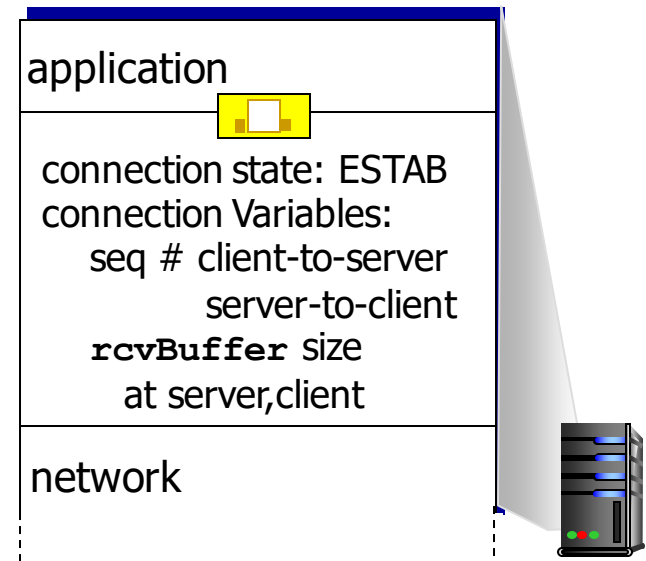 application
connection state: ESTAB
connection Variables:
seq # client-to-server
server-to-client
rcvBuffer size
at server,client
network